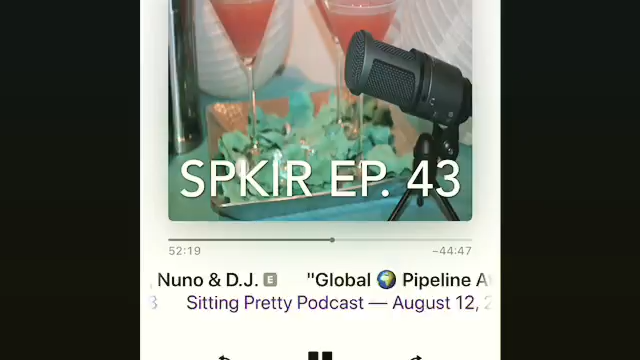 SPKIR EP. 43
52:19 −44:47
, Nuno & D.J. E "Global 🌍 Pipeline
Sitting Pretty Podcast — August 12,